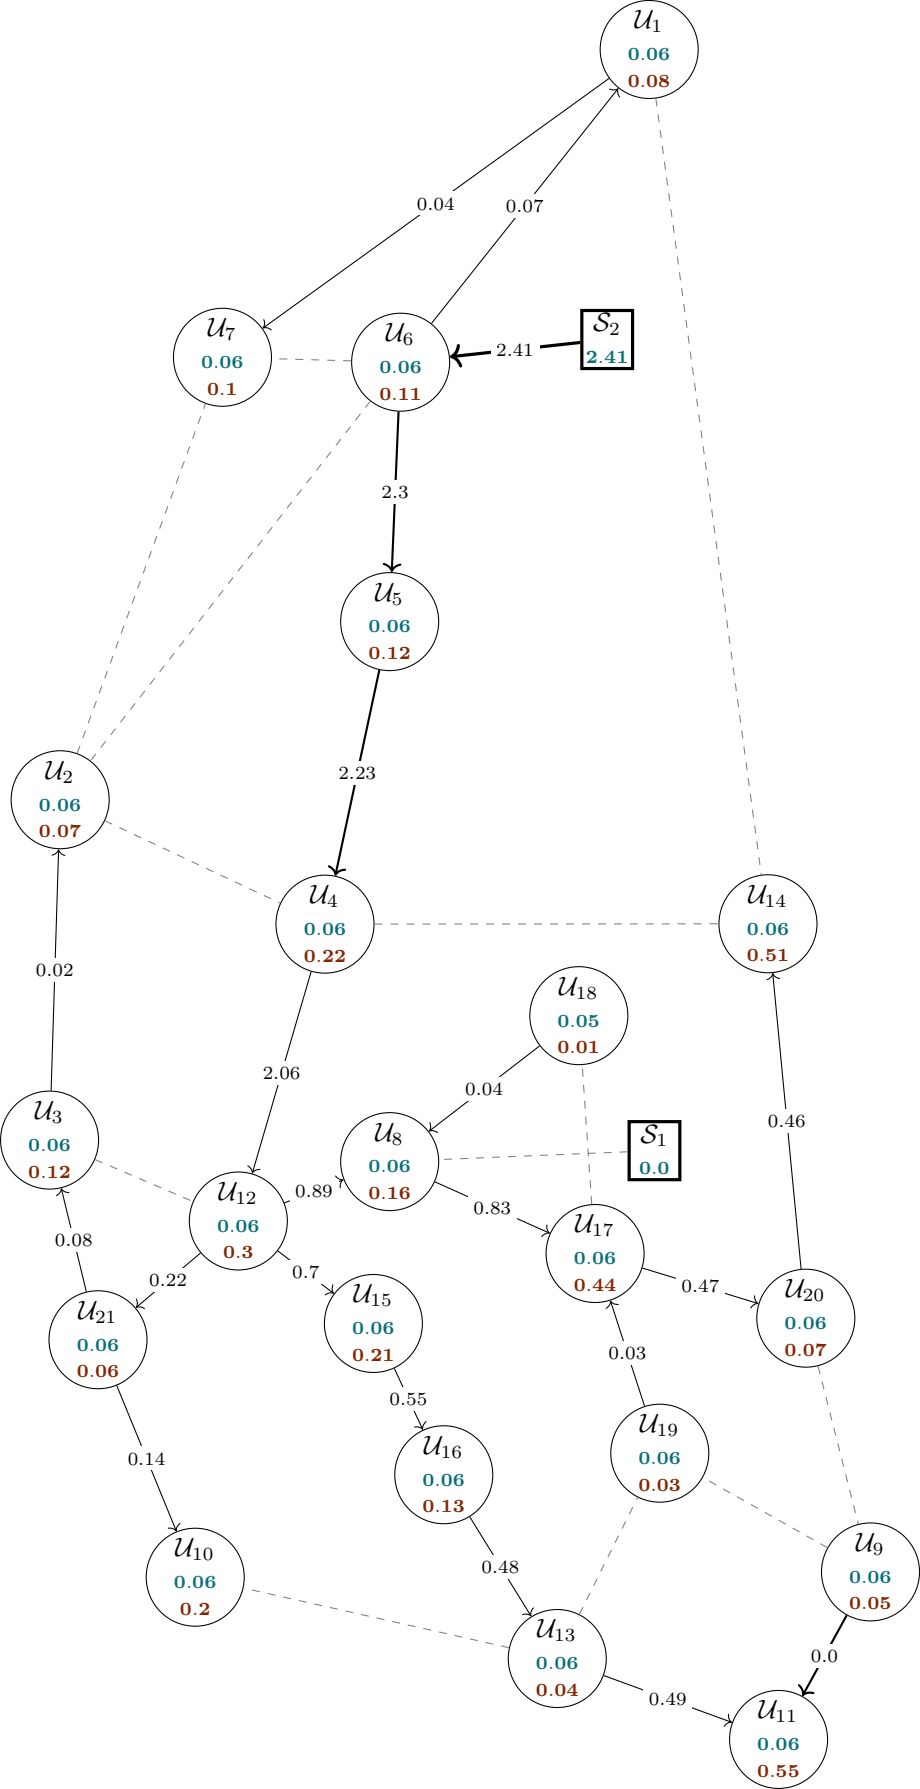 𝒰₁
0.06
0.08
0.04
0.07
𝒰₇
0.06
0.1
𝒰₆
0.06
0.11
2.41
𝒮₂
2.41
2.3
𝒰₅
0.06
0.12
2.23
𝒰₂
0.06
0.07
𝒰₄
0.06
0.22
𝒰₁₄
0.06
0.51
0.02
𝒰₁₈
0.05
0.01
2.06
0.04
0.46
𝒰₃
0.06
0.12
𝒰₈
0.06
0.16
𝒮₁
0.0
𝒰₁₂
0.06
0.3
0.89
0.83
𝒰₁₇
0.06
0.44
0.08
0.22
0.7
0.47
𝒰₂₀
0.06
0.07
𝒰₂₁
0.06
0.06
𝒰₁₅
0.06
0.21
0.03
0.55
0.14
𝒰₁₆
0.06
0.13
𝒰₁₉
0.06
0.03
𝒰₁₀
0.06
0.2
0.48
𝒰₉
0.06
0.05
𝒰₁₃
0.06
0.04
0.0
0.49
𝒰₁₁
0.06
0.55